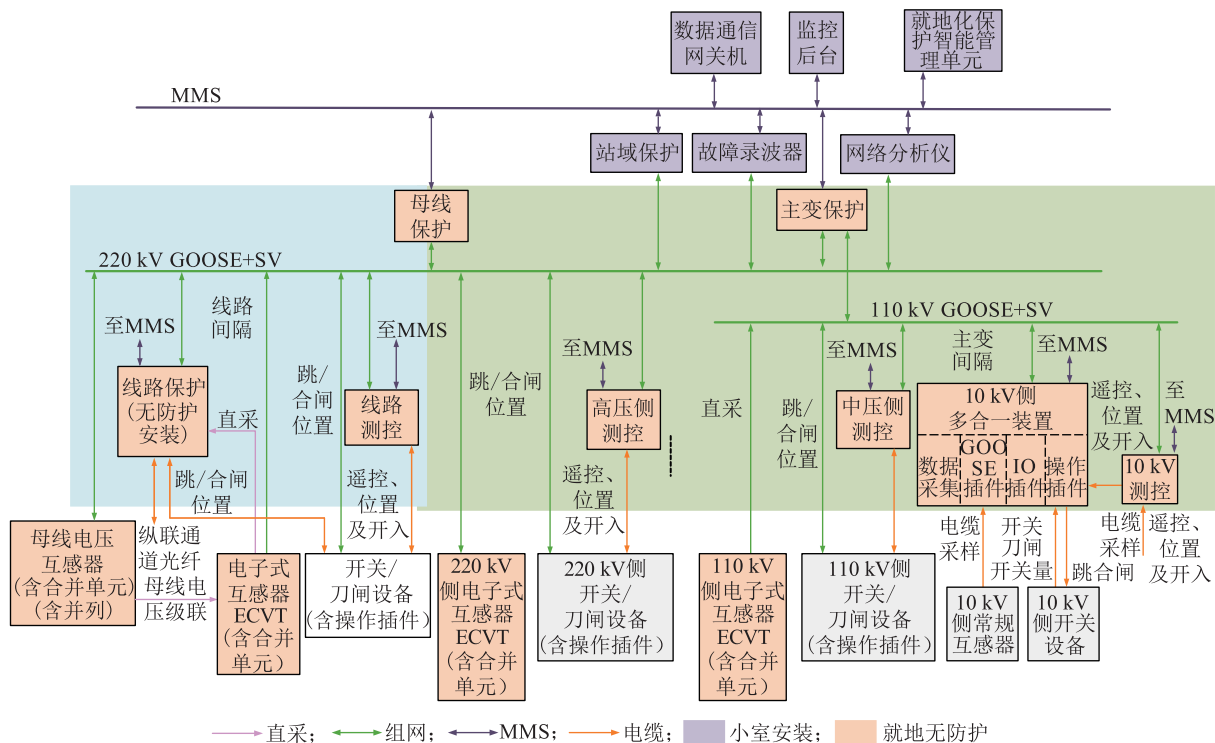 数据通信
网关机
监控
后台
就地化保
护智能管
理单元
MMS
站域保护
故障录波器
网络分析仪
母线
保护
主变保护
220 kV GOOSE+SV
线路
间隔
110 kV GOOSE+SV
至MMS
线路保护
(无防护
安装)
直采
跳/
合闸
位置
至MMS
线路
测控
跳/合闸
位置
至MMS
高压侧
测控
直采
跳/
合闸
位置
至MMS
中压侧
测控
主变
间隔
至MMS
10 kV侧
多合一装置
数据
采集
GOO
SE
插件
IO
插件
操作
插件
遥控、
位置
及开入
至
MMS
10 kV
测控
跳/合闸
位置
遥控、
位置
及开入
遥控、
位置
及开入
母线电压
互感器
(含合并单元)
(含并列)
纵联通
道光纤
母线电
压级联
电子式
互感器
ECVT
(含合并
单元)
开关/
刀闸设备
(含操作插件)
220 kV
侧电子式
互感器
ECVT
(含合并
单元)
220 kV侧
开关/
刀闸设备
(含操作插件)
110 kV
侧电子式
互感器
ECVT
(含合并
单元)
110 kV侧
开关/
刀闸设备
(含操作插件)
电缆
采样
开关
刀闸
开关量
电缆
采样
跳合闸
遥控、
位置
及开入
10 kV
侧常规
互感器
10 kV
侧开关
设备
直采;
组网;
MMS;
电缆;
小室安装;
就地无防护